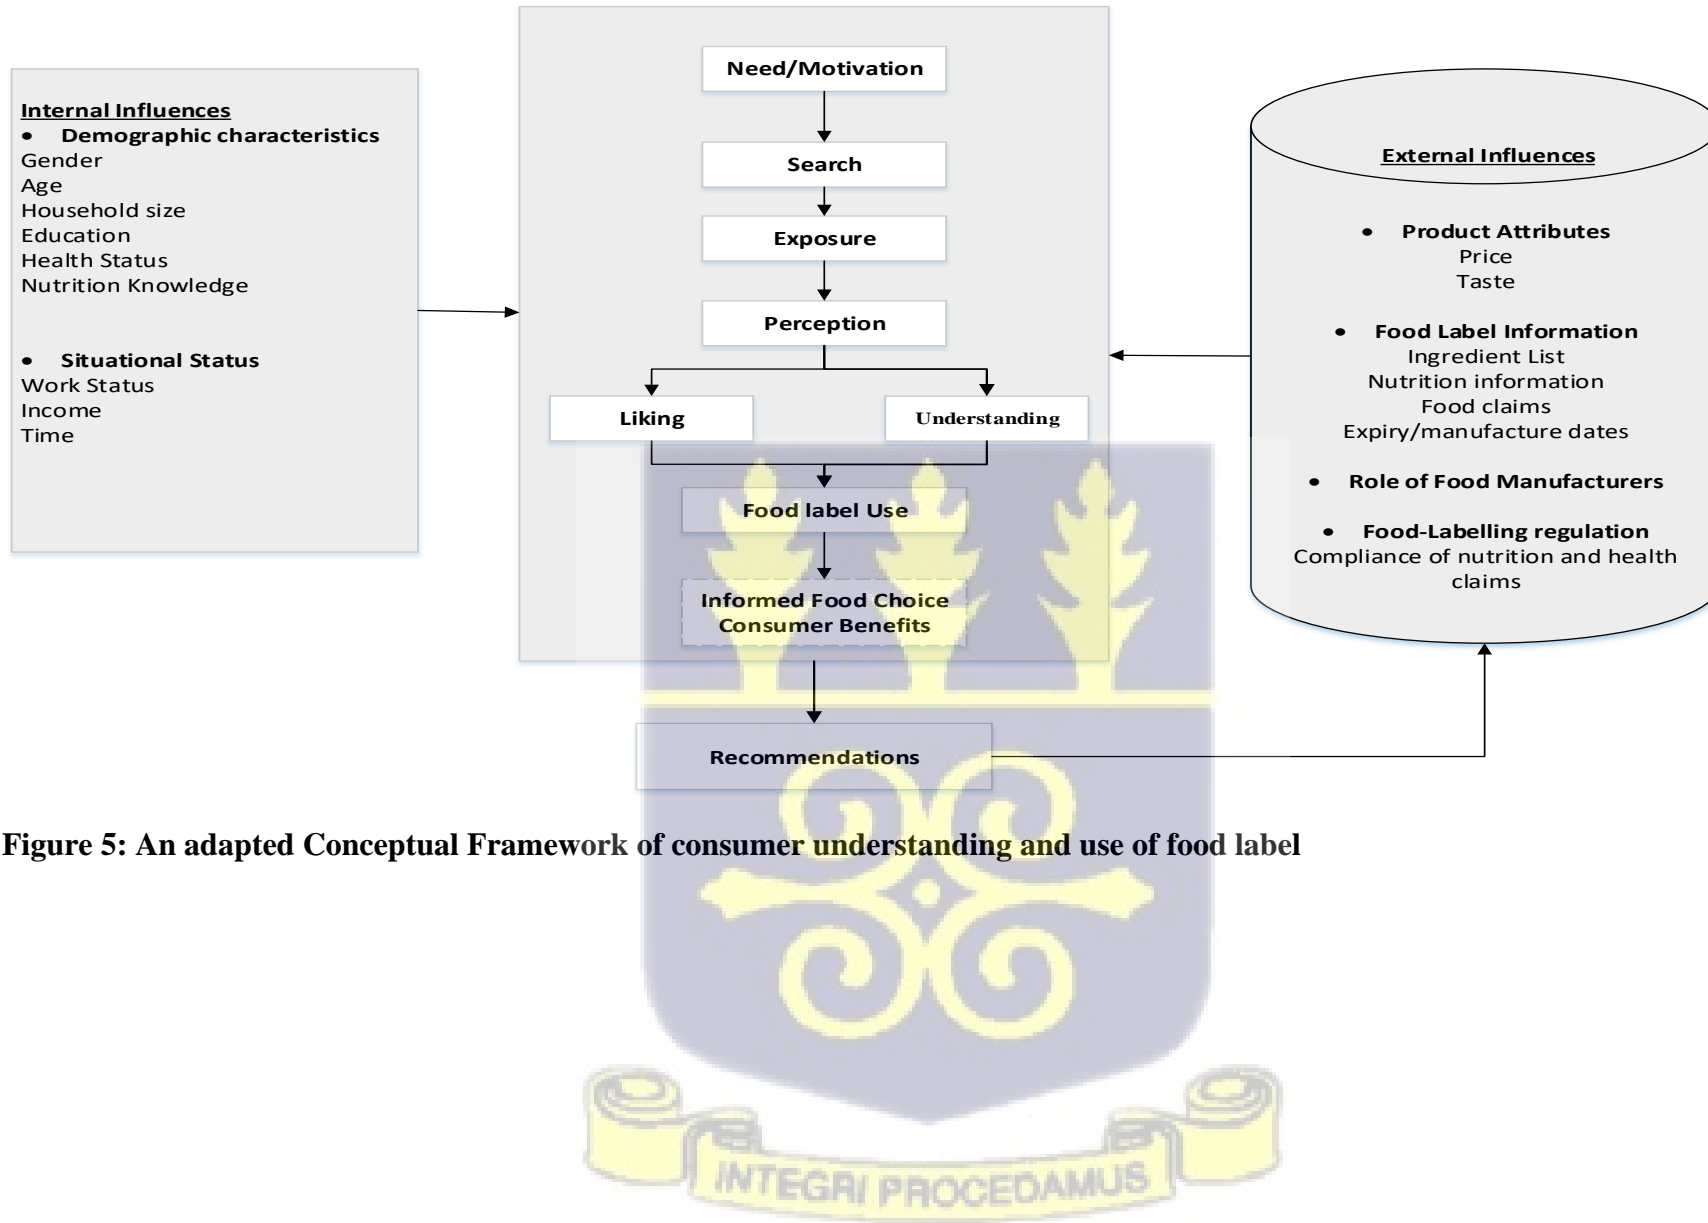 Internal Influences
• Demographic characteristics
Gender
Age
Household size
Education
Health Status
Nutrition Knowledge
• Situational Status
Work Status
Income
Time
Need/Motivation
Search
Exposure
Perception
Liking
Understanding
Food label Use
Informed Food Choice
Consumer Benefits
Recommendations
External Influences
• Product Attributes
Price
Taste
• Food Label Information
Ingredient List
Nutrition information
Food claims
Expiry/manufacture dates
• Role of Food Manufacturers
• Food-Labelling regulation
Compliance of nutrition and health
claims
Figure 5: An adapted Conceptual Framework of consumer understanding and use of food label
INTEGRI PROCEDAMUS